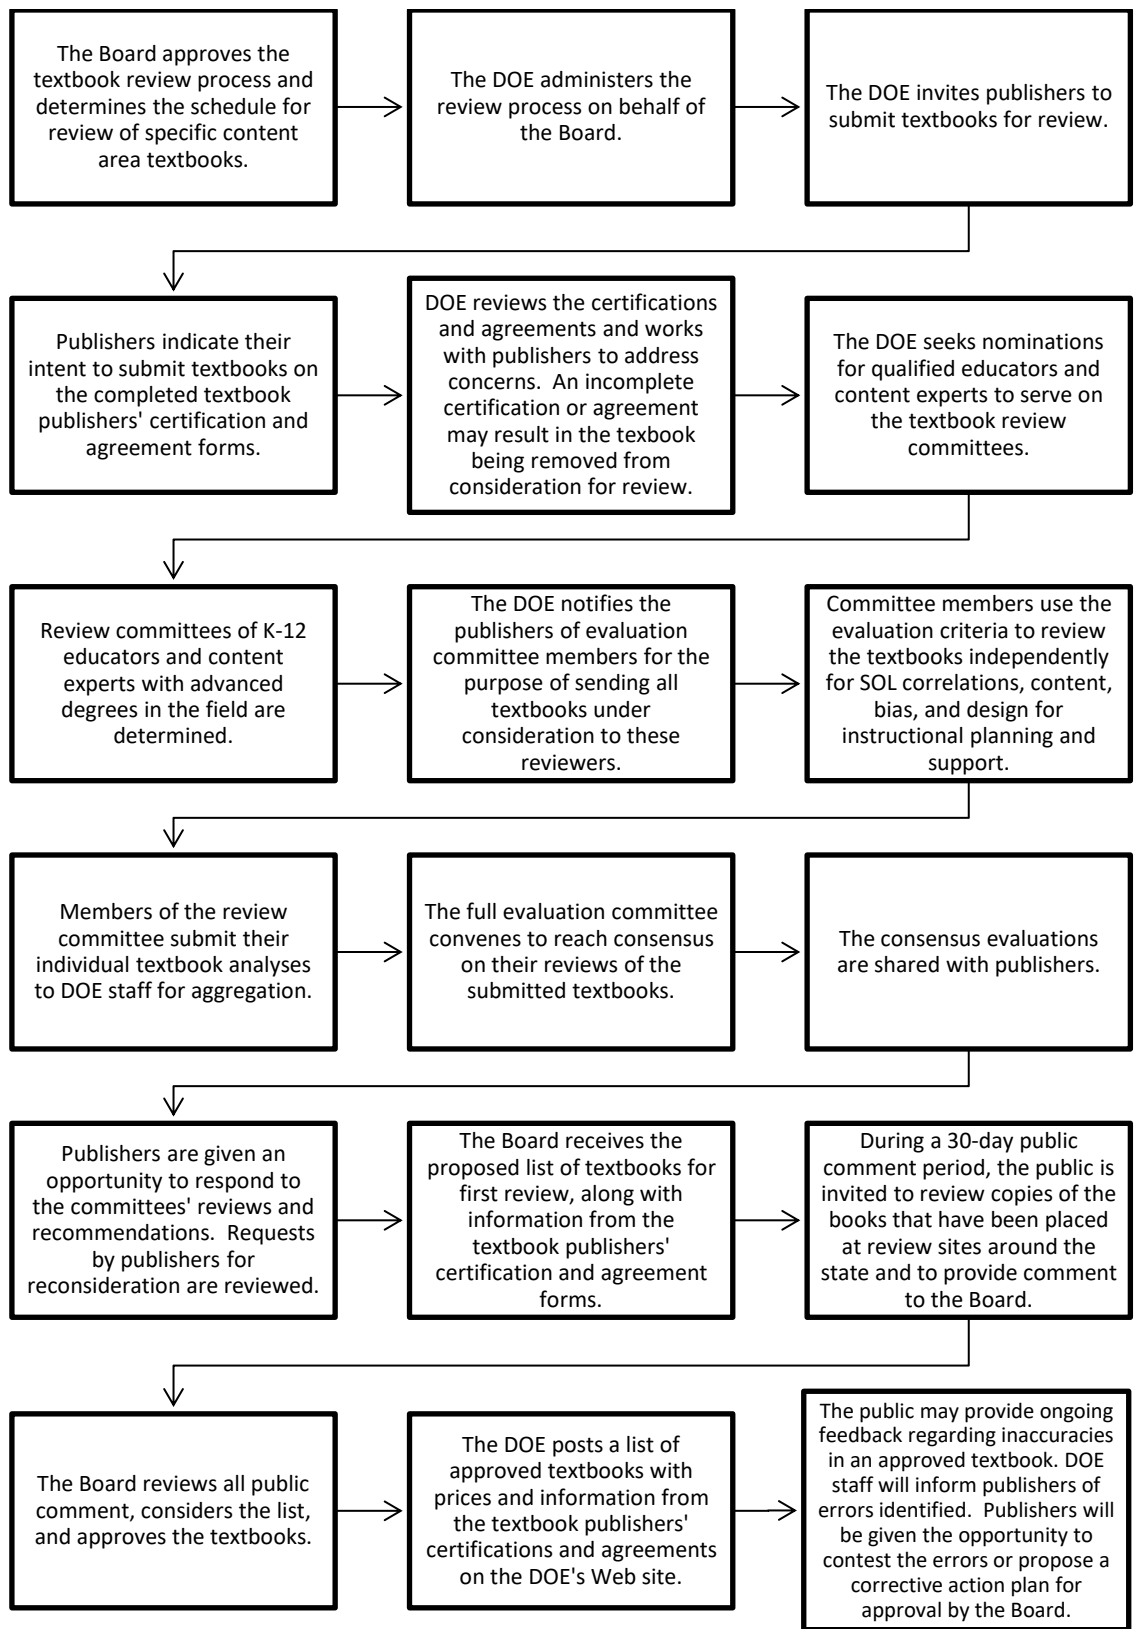 The Board approves the
textbook review process and
determines the schedule for
review of specific content
area textbooks.
The DOE administers the
review process on behalf of
the Board.
The DOE invites publishers to
submit textbooks for review.
Publishers indicate their
intent to submit textbooks on
the completed textbook
publishers' certification and
agreement forms.
DOE reviews the certifications
and agreements and works
with publishers to address
concerns. An incomplete
certification or agreement
may result in the texbook
being removed from
consideration for review.
The DOE seeks nominations
for qualified educators and
content experts to serve on
the textbook review
committees.
Review committees of K-12
educators and content
experts with advanced
degrees in the field are
determined.
The DOE notifies the
publishers of evaluation
committee members for the
purpose of sending all
textbooks under
consideration to these
reviewers.
Committee members use the
evaluation criteria to review
the textbooks independently
for SOL correlations, content,
bias, and design for
instructional planning and
support.
Members of the review
committee submit their
individual textbook analyses
to DOE staff for aggregation.
The full evaluation committee
convenes to reach consensus
on their reviews of the
submitted textbooks.
The consensus evaluations
are shared with publishers.
Publishers are given an
opportunity to respond to
the committees' reviews and
recommendations. Requests
by publishers for
reconsideration are reviewed.
The Board receives the
proposed list of textbooks for
first review, along with
information from the
textbook publishers'
certification and agreement
forms.
During a 30-day public
comment period, the public is
invited to review copies of the
books that have been placed
at review sites around the
state and to provide comment
to the Board.
The Board reviews all public
comment, considers the list,
and approves the textbooks.
The DOE posts a list of
approved textbooks with
prices and information from
the textbook publishers'
certifications and agreements
on the DOE's Web site.
The public may provide ongoing
feedback regarding inaccuracies
in an approved textbook. DOE
staff will inform publishers of
errors identified. Publishers will
be given the opportunity to
contest the errors or propose a
corrective action plan for
approval by the Board.